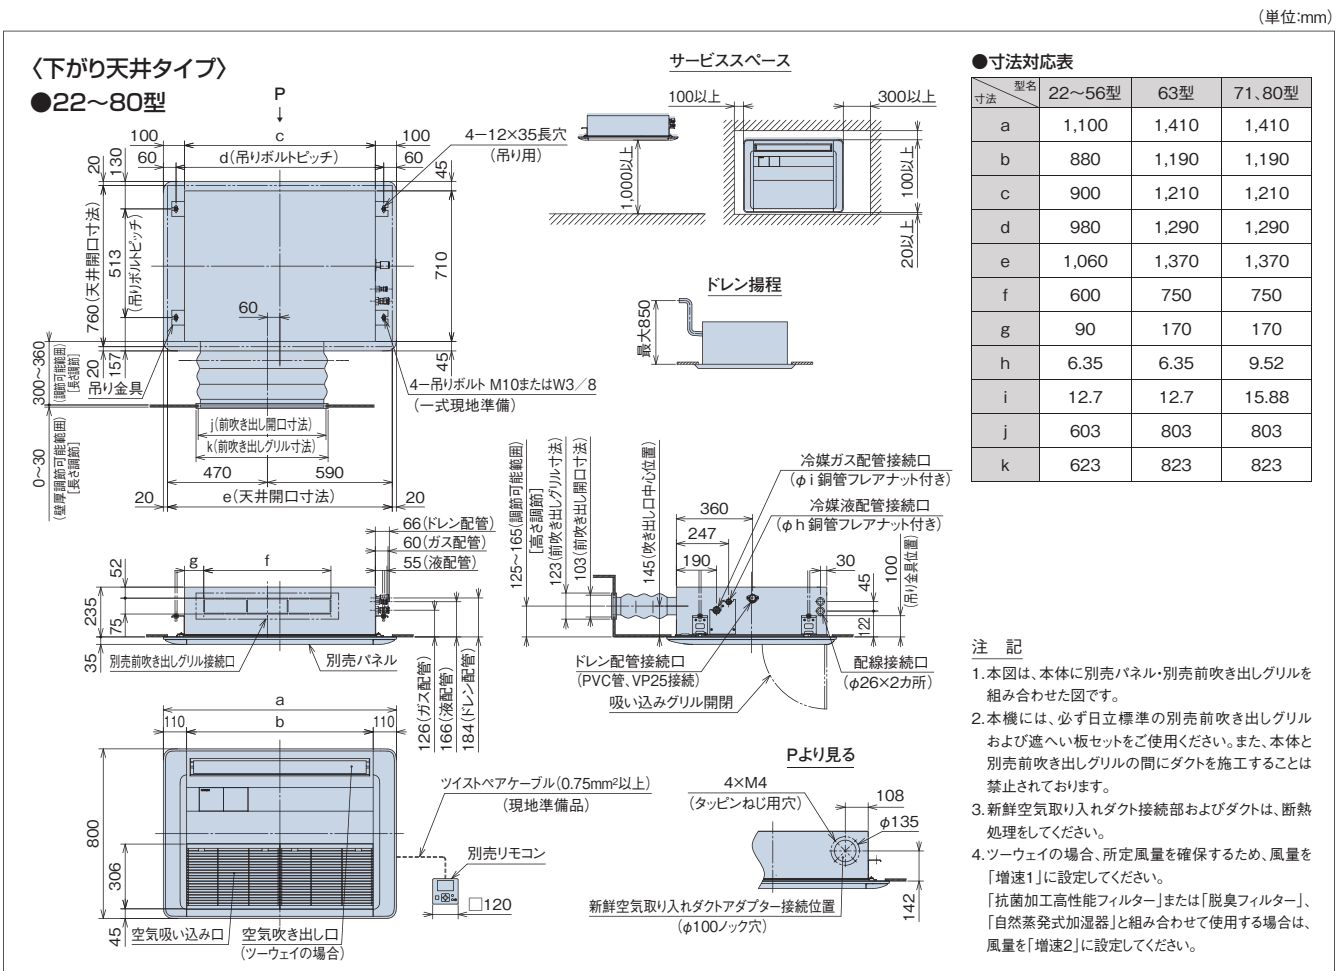 (単位:mm)
〈下がり天井タイプ〉
●22～80型
P
100
c
100
60
d(吊りボルトピッチ)
60
20
130
45
4－12×35長穴
(吊り用)
760(天井開口寸法)
513
(吊りボルトピッチ)
710
60
20
157
45
300～360
(調節可能範囲)
[長さ調節]
吊り金具
4－吊りボルト M10またはW3／8
(一式現地準備)
0～30
(壁厚調節可能範囲)
[長さ調節]
j(前吹き出し開口寸法)
k(前吹き出しグリル寸法)
470
590
20
e(天井開口寸法)
20
サービススペース
100以上
300以上
1,000以上
100以上
20以上
ドレン揚程
最大850
66(ドレン配管)
60(ガス配管)
55(液配管)
g
f
52
235
75
35
別売前吹き出しグリル接続口
別売パネル
126(ガス配管)
166(液配管)
184(ドレン配管)
125～165(調節可能範囲)
[高さ調節]
123(前吹き出しグリル寸法)
103(前吹き出し開口寸法)
145(吹き出し口中心位置)
冷媒ガス配管接続口
(φi銅管フレアナット付き)
冷媒液配管接続口
(φh銅管フレアナット付き)
360
247
190
30
45
100
(吊り金具位置)
122
ドレン配管接続口
(PVC管、VP25接続)
吸い込みグリル開閉
配線接続口
(φ26×2カ所)
a
110
b
110
800
306
45
空気吸い込み口
空気吹き出し口
(ツーウェイの場合)
ツイストペアケーブル(0.75mm²以上)
(現地準備品)
別売リモコン
□120
Pより見る
4×M4
(タッピンねじ用穴)
108
φ135
142
新鮮空気取り入れダクトアダプター接続位置
(φ100ノック穴)
●寸法対応表
型名
寸法
22～56型 63型 71、80型
a 1,100 1,410 1,410
b 880 1,190 1,190
c 900 1,210 1,210
d 980 1,290 1,290
e 1,060 1,370 1,370
f 600 750 750
g 90 170 170
h 6.35 6.35 9.52
i 12.7 12.7 15.88
j 603 803 803
k 623 823 823
注 記
1.本図は、本体に別売パネル・別売前吹き出しグリルを
組み合わせた図です。
2.本機には、必ず日立標準の別売前吹き出しグリル
および遮へい板セットをご使用ください。また、本体と
別売前吹き出しグリルの間にダクトを施工することは
禁止されております。
3.新鮮空気取り入れダクト接続部およびダクトは、断熱
処理をしてください。
4.ツーウェイの場合、所定風量を確保するため、風量を
「増速1」に設定してください。
「抗菌加工高性能フィルター」または「脱臭フィルター」、
「自然蒸発式加湿器」と組み合わせて使用する場合は、
風量を「増速2」に設定してください。